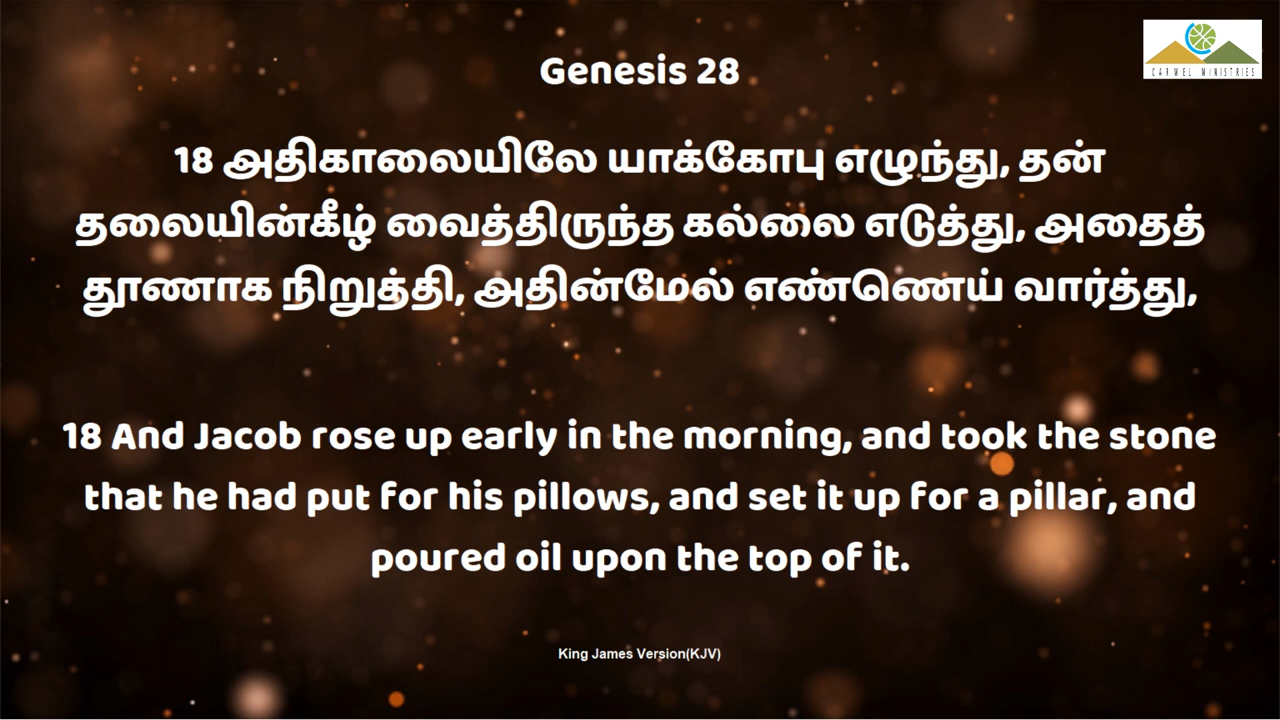 CARMEL MINISTRIES
Genesis 28
18 அதிகாலையிலே யாக்கோபு எழுந்து, தன்
தலையின்கீழ் வைத்திருந்த கல்லை எடுத்து, அதைத்
தூணாக நிறுத்தி, அதின்மேல் எண்ணெய் வார்த்து,
18 And Jacob rose up early in the morning, and took the stone
that he had put for his pillows, and set it up for a pillar, and
poured oil upon the top of it.
King James Version(KJV)